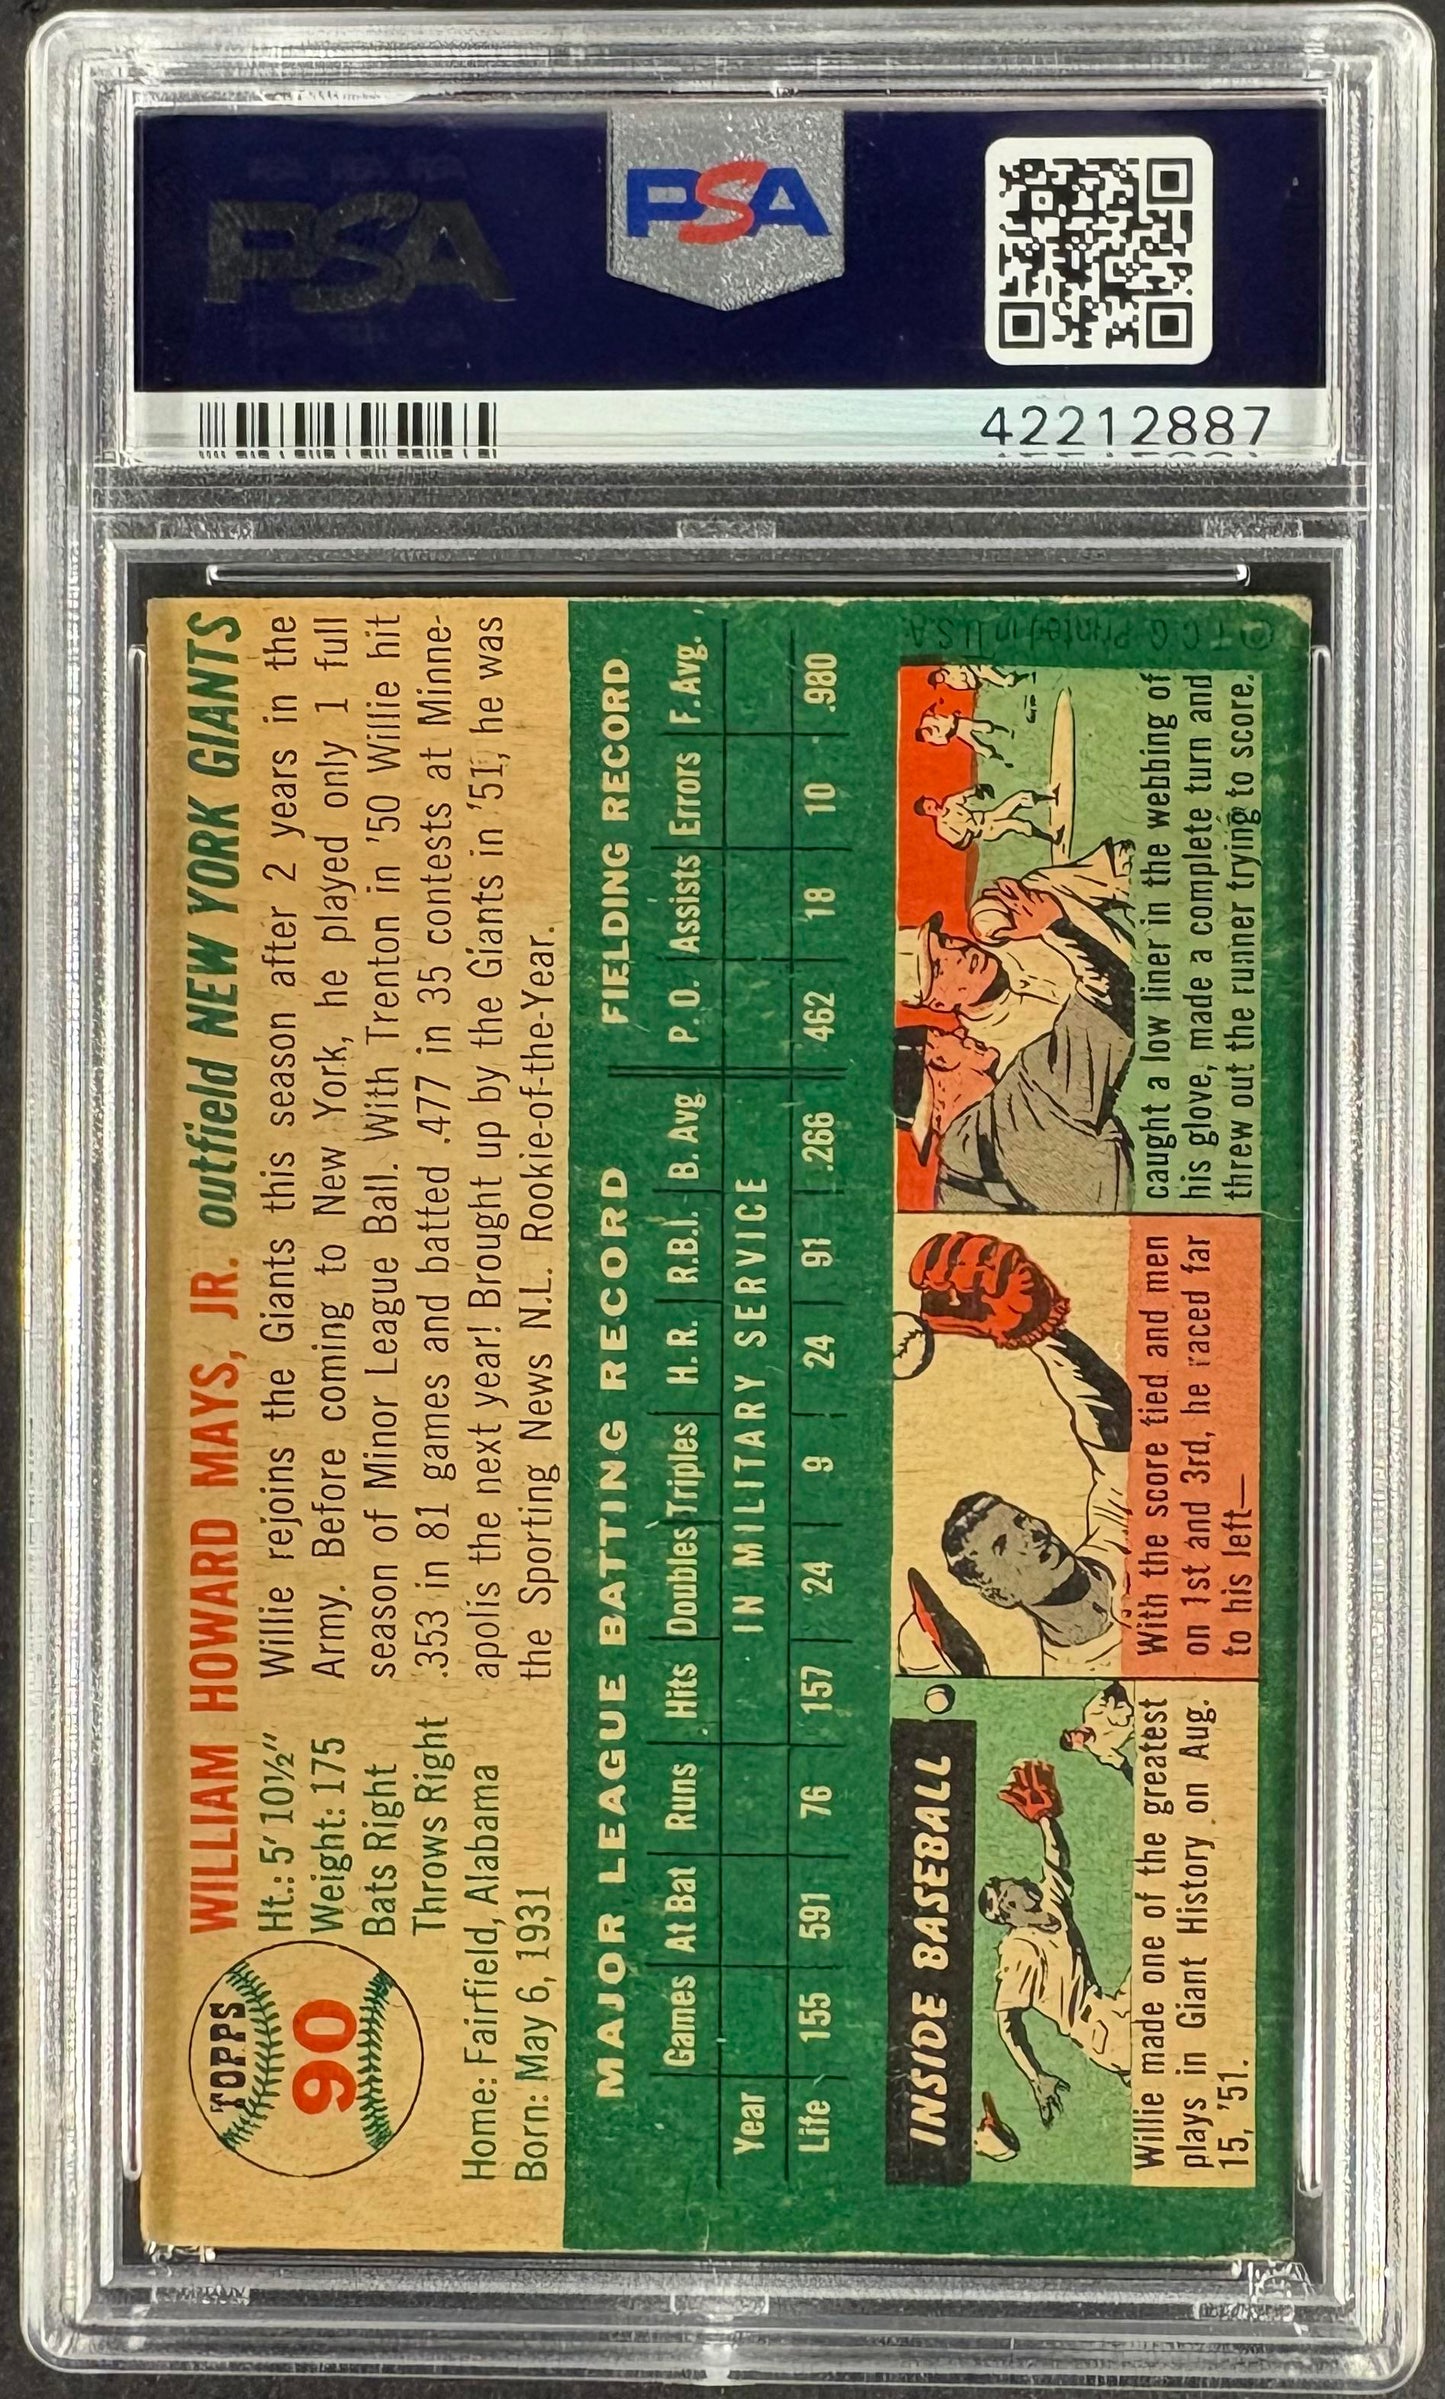 PSA
PSA
42212887
TOPPS
90
WILLIAM HOWARD MAYS, JR. outfield NEW YORK GIANTS
Ht.: 5' 10½"
Weight: 175
Bats Right
Throws Right
Home: Fairfield, Alabama
Born: May 6, 1931
Willie rejoins the Giants this season after 2 years in the
Army. Before coming to New York, he played only 1 full
season of Minor League Ball. With Trenton in '50 Willie hit
.353 in 81 games and batted .477 in 35 contests at Minne-
apolis the next year! Brought up by the Giants in '51, he was
the Sporting News N.L. Rookie-of-the-Year.
MAJOR LEAGUE BATTING RECORD FIELDING RECORD
Games At Bat Runs Hits Doubles Triples H. R. R.B.I. B. Avg P. O. Assists Errors F. Avg.
Year IN MILITARY SERVICE
Life 155 591 76 157 24 9 24 91 .266 462 18 10 .980
INSIDE BASEBALL
Willie made one of the greatest
plays in Giant History on Aug.
15, '51.
With the score tied and men
on 1st and 3rd, he raced far
to his left—
caught a low liner in the webbing of
his glove, made a complete turn and
threw out the runner trying to score.
© T. C. G. Printed in U.S.A.